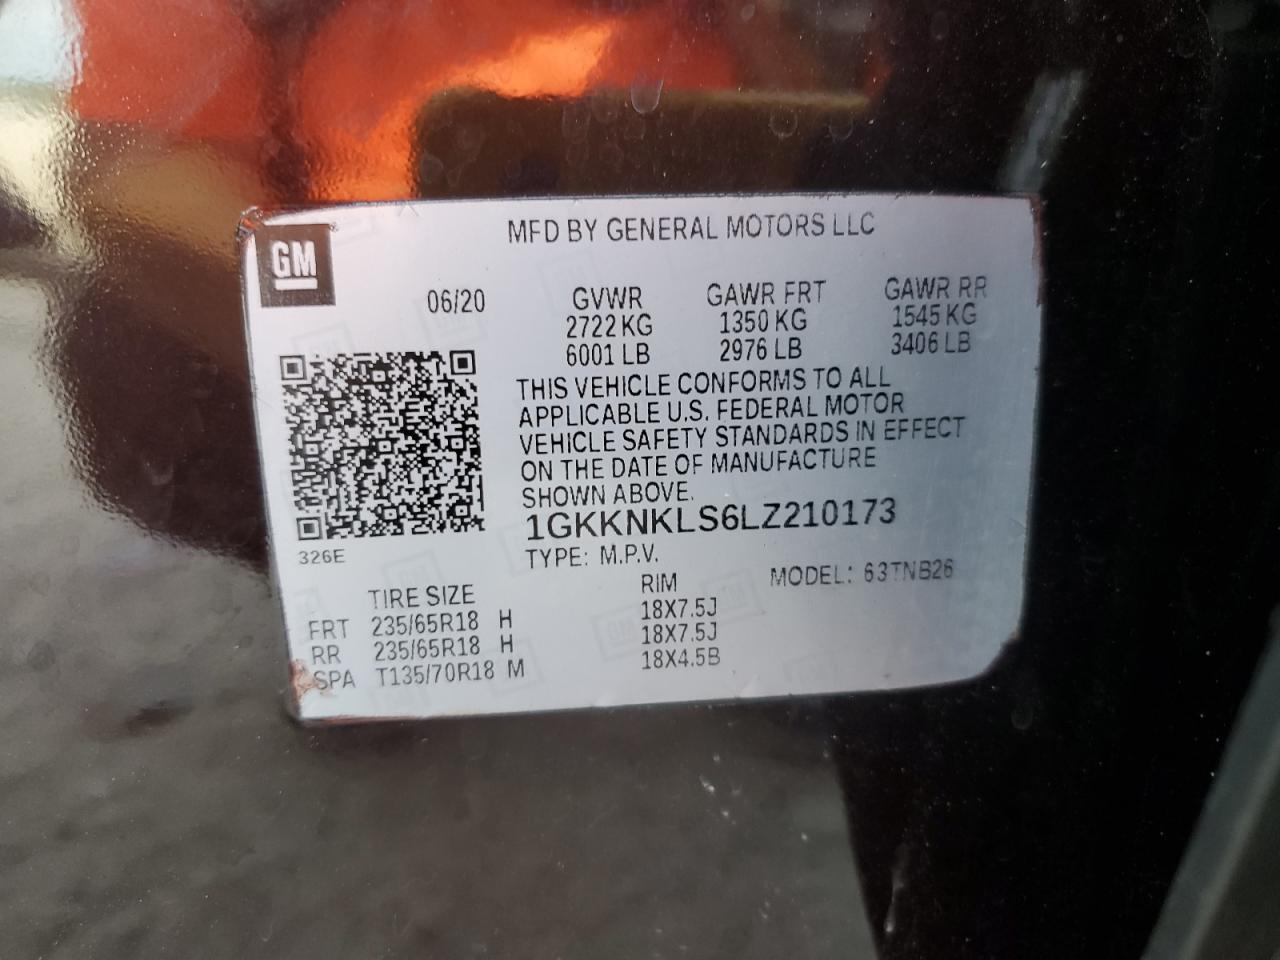 MFD BY GENERAL MOTORS LLC
GM
06/20 GVWR GAWR FRT GAWR RR
2722 KG 1350 KG 1545 KG
6001 LB 2976 LB 3406 LB
THIS VEHICLE CONFORMS TO ALL
APPLICABLE U.S. FEDERAL MOTOR
VEHICLE SAFETY STANDARDS IN EFFECT
ON THE DATE OF MANUFACTURE
SHOWN ABOVE.
1GKKNKLS6LZ210173
326E
TYPE: M.P.V. MODEL: 63TNB26
TIRE SIZE RIM
FRT 235/65R18 H 18X7.5J
RR 235/65R18 H 18X7.5J
SPA T135/70R18 M 18X4.5B